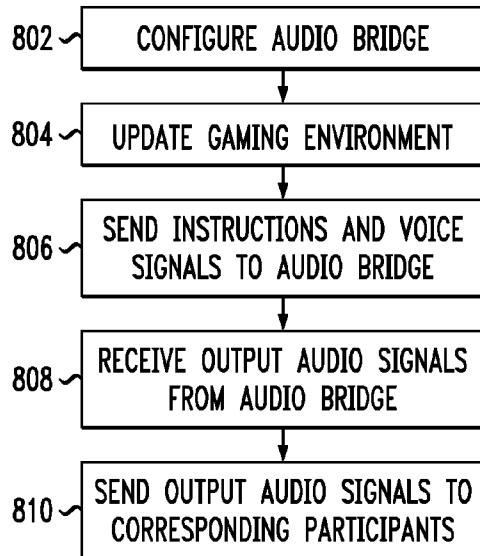 802 CONFIGURE AUDIO BRIDGE
804 UPDATE GAMING ENVIRONMENT
806 SEND INSTRUCTIONS AND VOICE
SIGNALS TO AUDIO BRIDGE
808 RECEIVE OUTPUT AUDIO SIGNALS
FROM AUDIO BRIDGE
810 SEND OUTPUT AUDIO SIGNALS TO
CORRESPONDING PARTICIPANTS